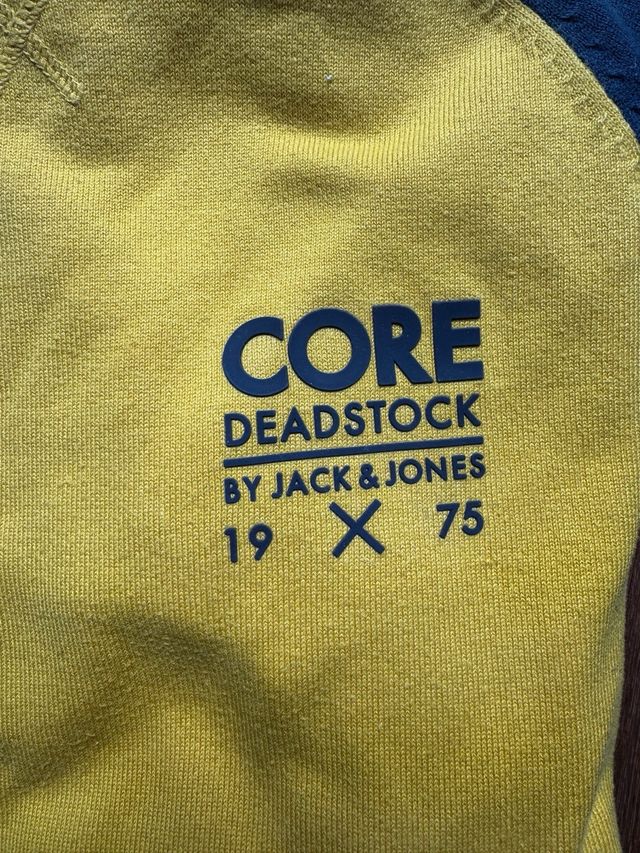 CORE
DEADSTOCK
BY JACK & JONES
19 X 75